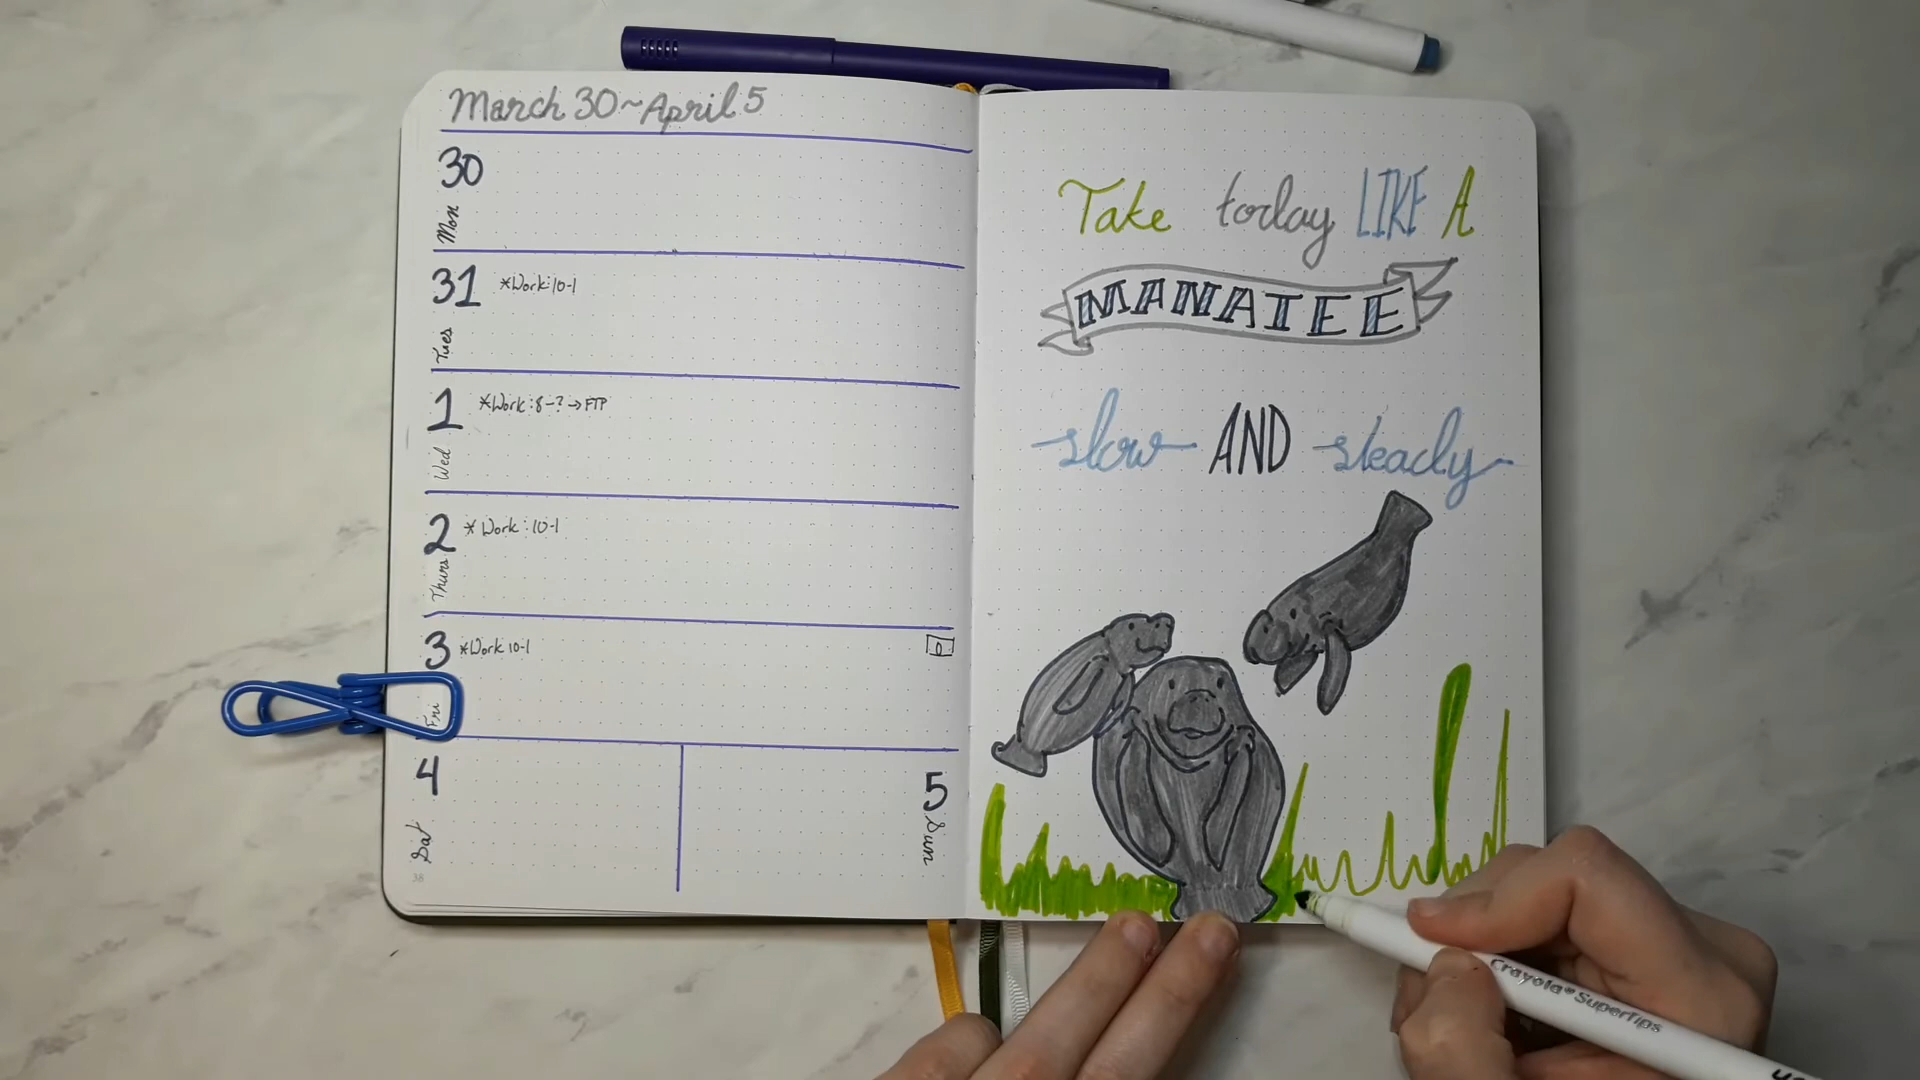 March 30~April 5
30
Mon
31 *Work: 10-1
Tues
1 *Work: 8-? → FTP
Wed
2 *Work: 10-1
Thurs
3 *Work 10-1
Fri
4
Sat
5
Sun
38
Take today LIKE A
MANATEE
slow AND steady
Crayola® SuperTips